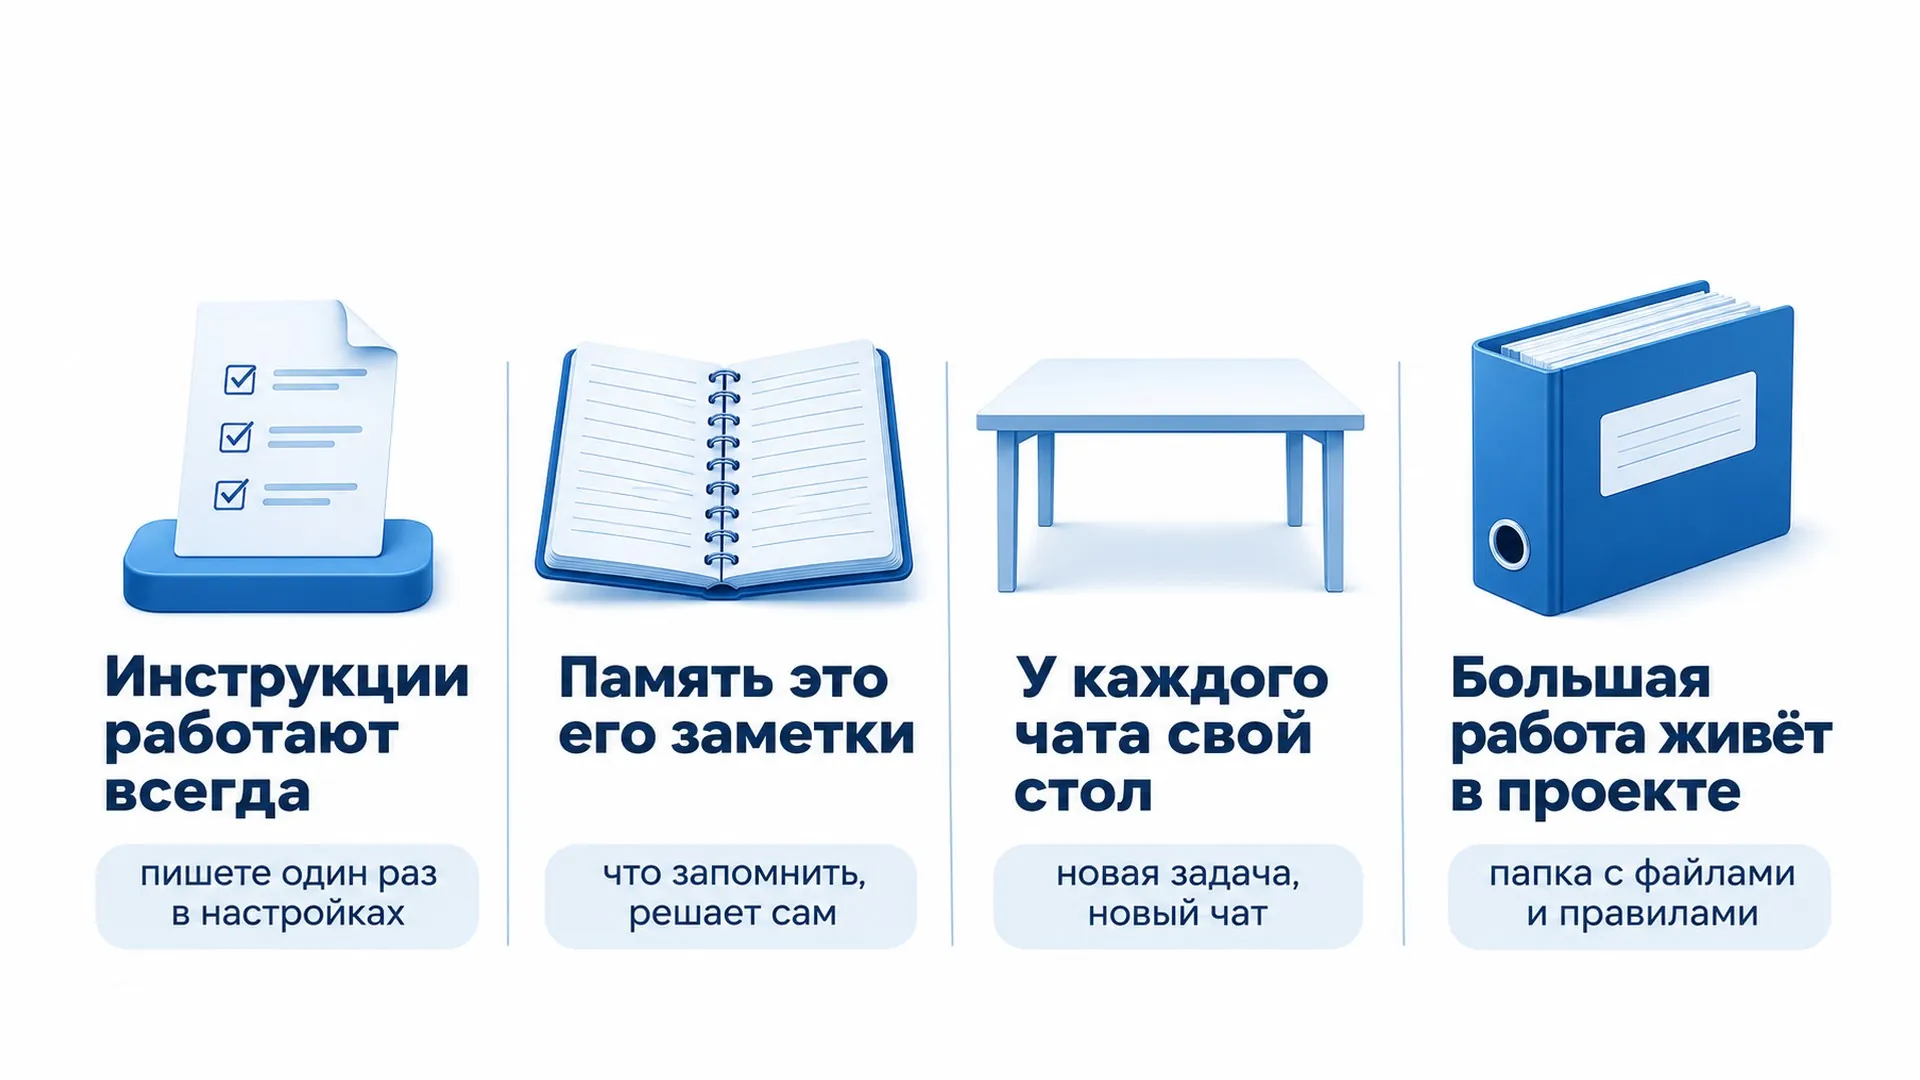 Инструкции
работают
всегда
пишете один раз
в настройках
Память это
его заметки
что запомнить,
решает сам
У каждого
чата свой
стол
новая задача,
новый чат
Большая
работа живёт
в проекте
папка с файлами
и правилами